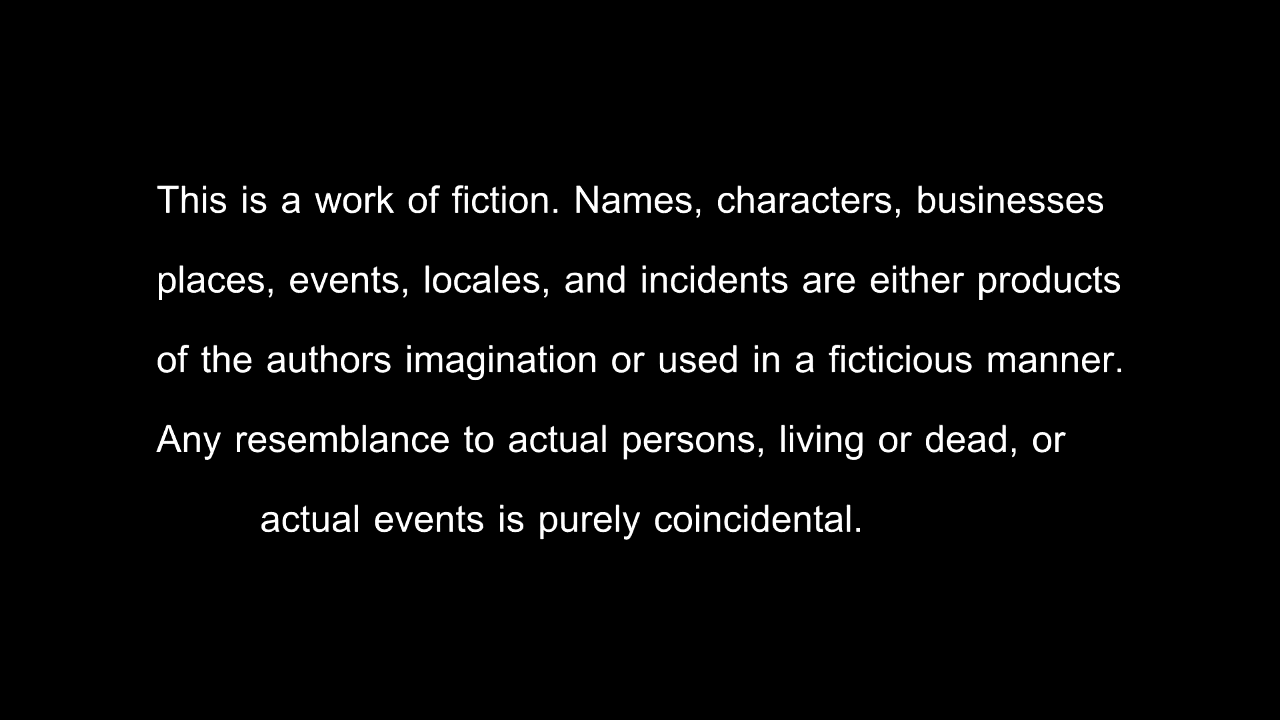 This is a work of fiction. Names, characters, businesses
places, events, locales, and incidents are either products
of the authors imagination or used in a ficticious manner.
Any resemblance to actual persons, living or dead, or
actual events is purely coincidental.